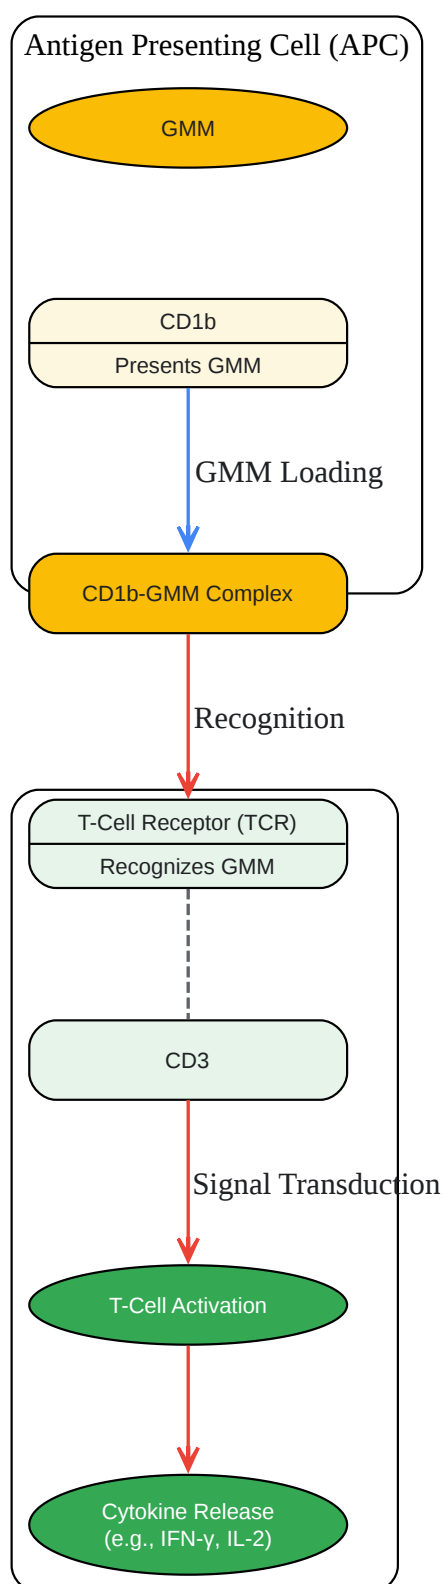 Antigen Presenting Cell (APC)
GMM
CD1b
Presents GMM
GMM Loading
CD1b-GMM Complex
Recognition
T-Cell Receptor (TCR)
Recognizes GMM
CD3
Signal Transduction
T-Cell Activation
Cytokine Release
(e.g., IFN-γ, IL-2)